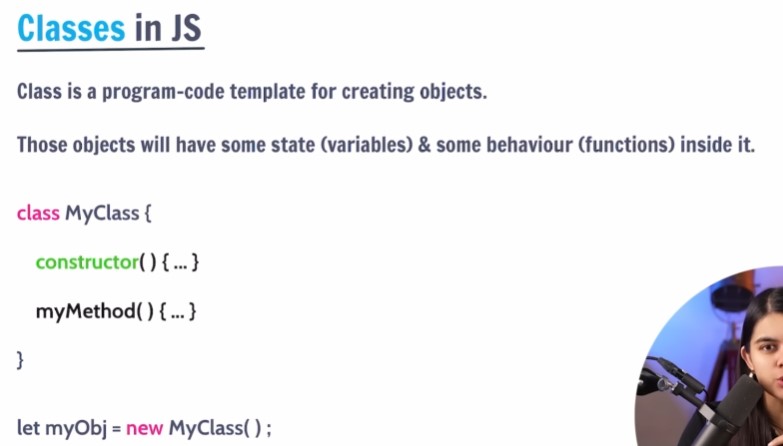 Classes in JS
Class is a program-code template for creating objects.
Those objects will have some state (variables) & some behaviour (functions) inside it.
class MyClass {
constructor( ) { ... }
myMethod( ) { ... }
}
let myObj = new MyClass( ) ;